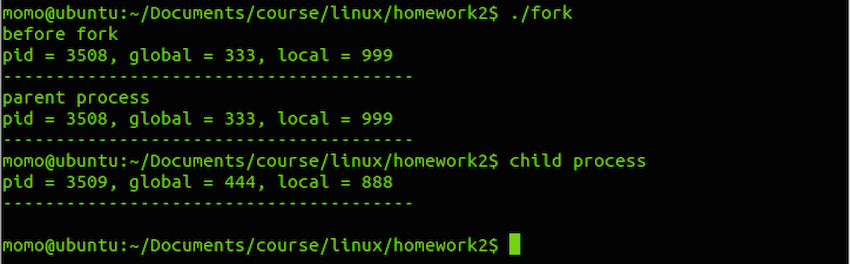 momo@ubuntu:~/Documents/course/linux/homework2$ ./fork
before fork
pid = 3508, global = 333, local = 999
---------------------------------------
parent process
pid = 3508, global = 333, local = 999
---------------------------------------
momo@ubuntu:~/Documents/course/linux/homework2$ child process
pid = 3509, global = 444, local = 888
---------------------------------------
momo@ubuntu:~/Documents/course/linux/homework2$